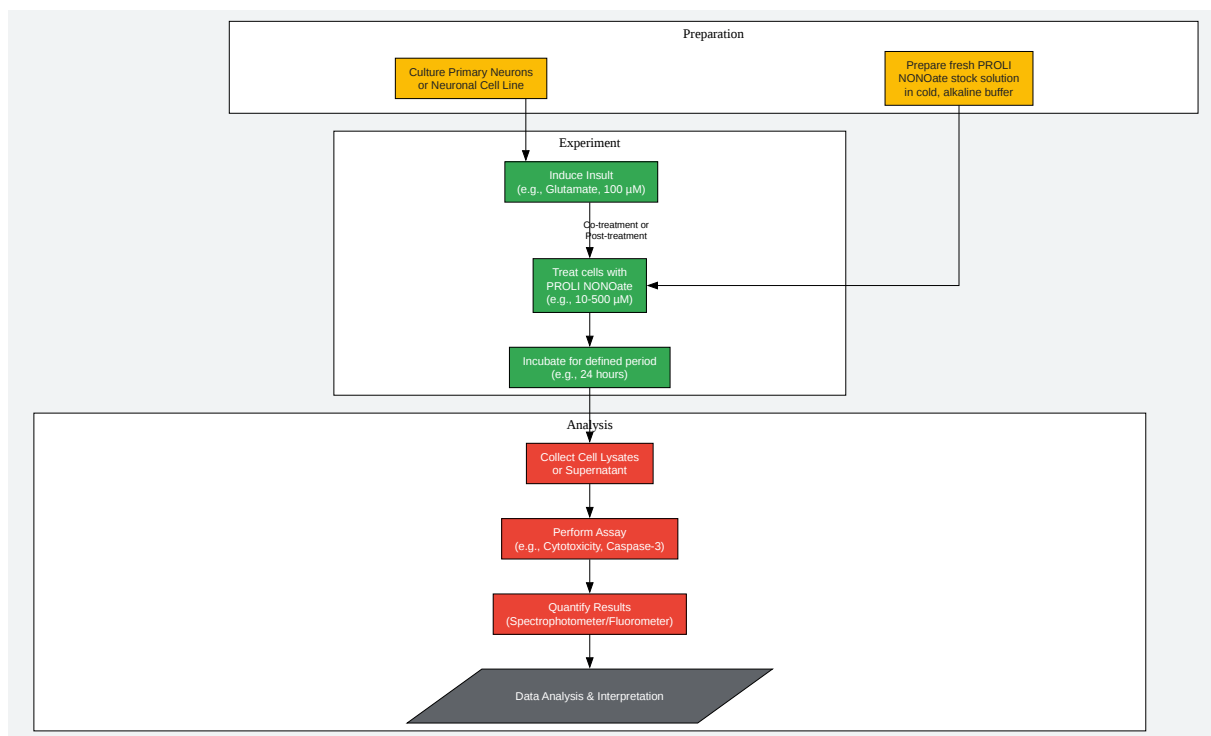 Preparation
Culture Primary Neurons
or Neuronal Cell Line
Prepare fresh PROLI
NONOate stock solution
in cold, alkaline buffer
Experiment
Induce Insult
(e.g., Glutamate, 100 µM)
Co-treatment or
Post-treatment
Treat cells with
PROLI NONOate
(e.g., 10-500 µM)
Incubate for defined period
(e.g., 24 hours)
Analysis
Collect Cell Lysates
or Supernatant
Perform Assay
(e.g., Cytotoxicity, Caspase-3)
Quantify Results
(Spectrophotometer/Fluorometer)
Data Analysis & Interpretation